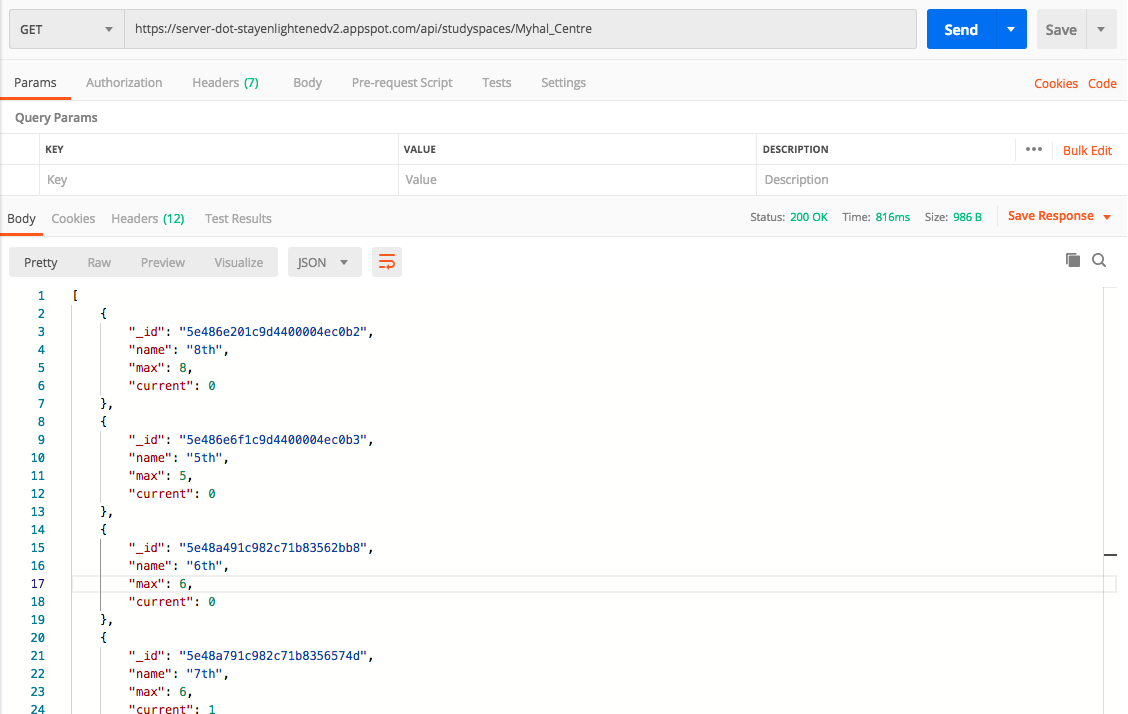 GET https://server-dot-stayenlightenedv2.appspot.com/api/studyspaces/Myhal_Centre Send Save
Params Authorization Headers (7) Body Pre-request Script Tests Settings Cookies Code
Query Params
KEY VALUE DESCRIPTION ••• Bulk Edit
Key Value Description
Body Cookies Headers (12) Test Results Status: 200 OK Time: 816ms Size: 986 B Save Response
Pretty Raw Preview Visualize JSON
1 [
2 {
3 "_id": "5e486e201c9d4400004ec0b2",
4 "name": "8th",
5 "max": 8,
6 "current": 0
7 },
8 {
9 "_id": "5e486e6f1c9d4400004ec0b3",
10 "name": "5th",
11 "max": 5,
12 "current": 0
13 },
14 {
15 "_id": "5e48a491c982c71b83562bb8",
16 "name": "6th",
17 "max": 6,
18 "current": 0
19 },
20 {
21 "_id": "5e48a791c982c71b8356574d",
22 "name": "7th",
23 "max": 6,
24 "current": 1